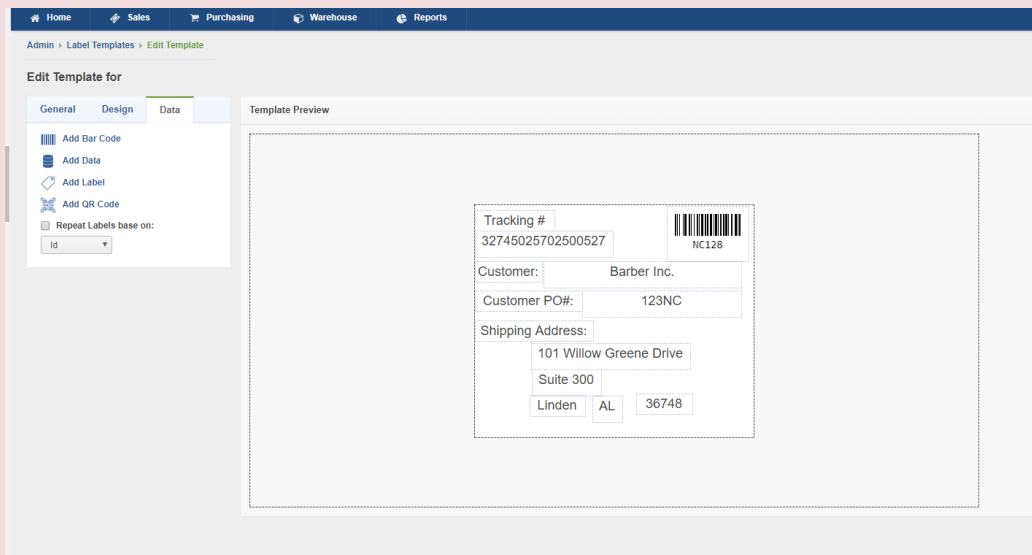 Home Sales Purchasing Warehouse Reports
Admin Label Templates Edit Template
Edit Template for
General Design Data
Add Bar Code
Add Data
Add Label
Add QR Code
Repeat Labels base on:
Id
Template Preview
Tracking #
32745025702500527
NC128
Customer: Barber Inc.
Customer PO#: 123NC
Shipping Address:
101 Willow Greene Drive
Suite 300
Linden AL 36748